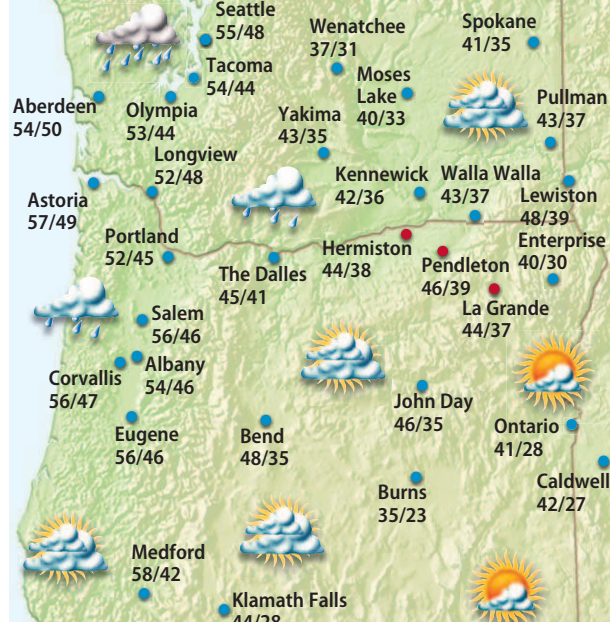 Seattle
55/48
Wenatchee
37/31
Spokane
41/35
Tacoma
54/44
Moses
Lake
40/33
Aberdeen
54/50
Olympia
53/44
Yakima
43/35
Pullman
43/37
Longview
52/48
Kennewick
42/36
Walla Walla
43/37
Lewiston
48/39
Astoria
57/49
Portland
52/45
The Dalles
45/41
Hermiston
44/38
Pendleton
46/39
Enterprise
40/30
La Grande
44/37
Salem
56/46
Albany
54/46
Corvallis
56/47
John Day
46/35
Eugene
56/46
Bend
48/35
Ontario
41/28
Burns
35/23
Caldwell
42/27
Medford
58/42
Klamath Falls
44/28